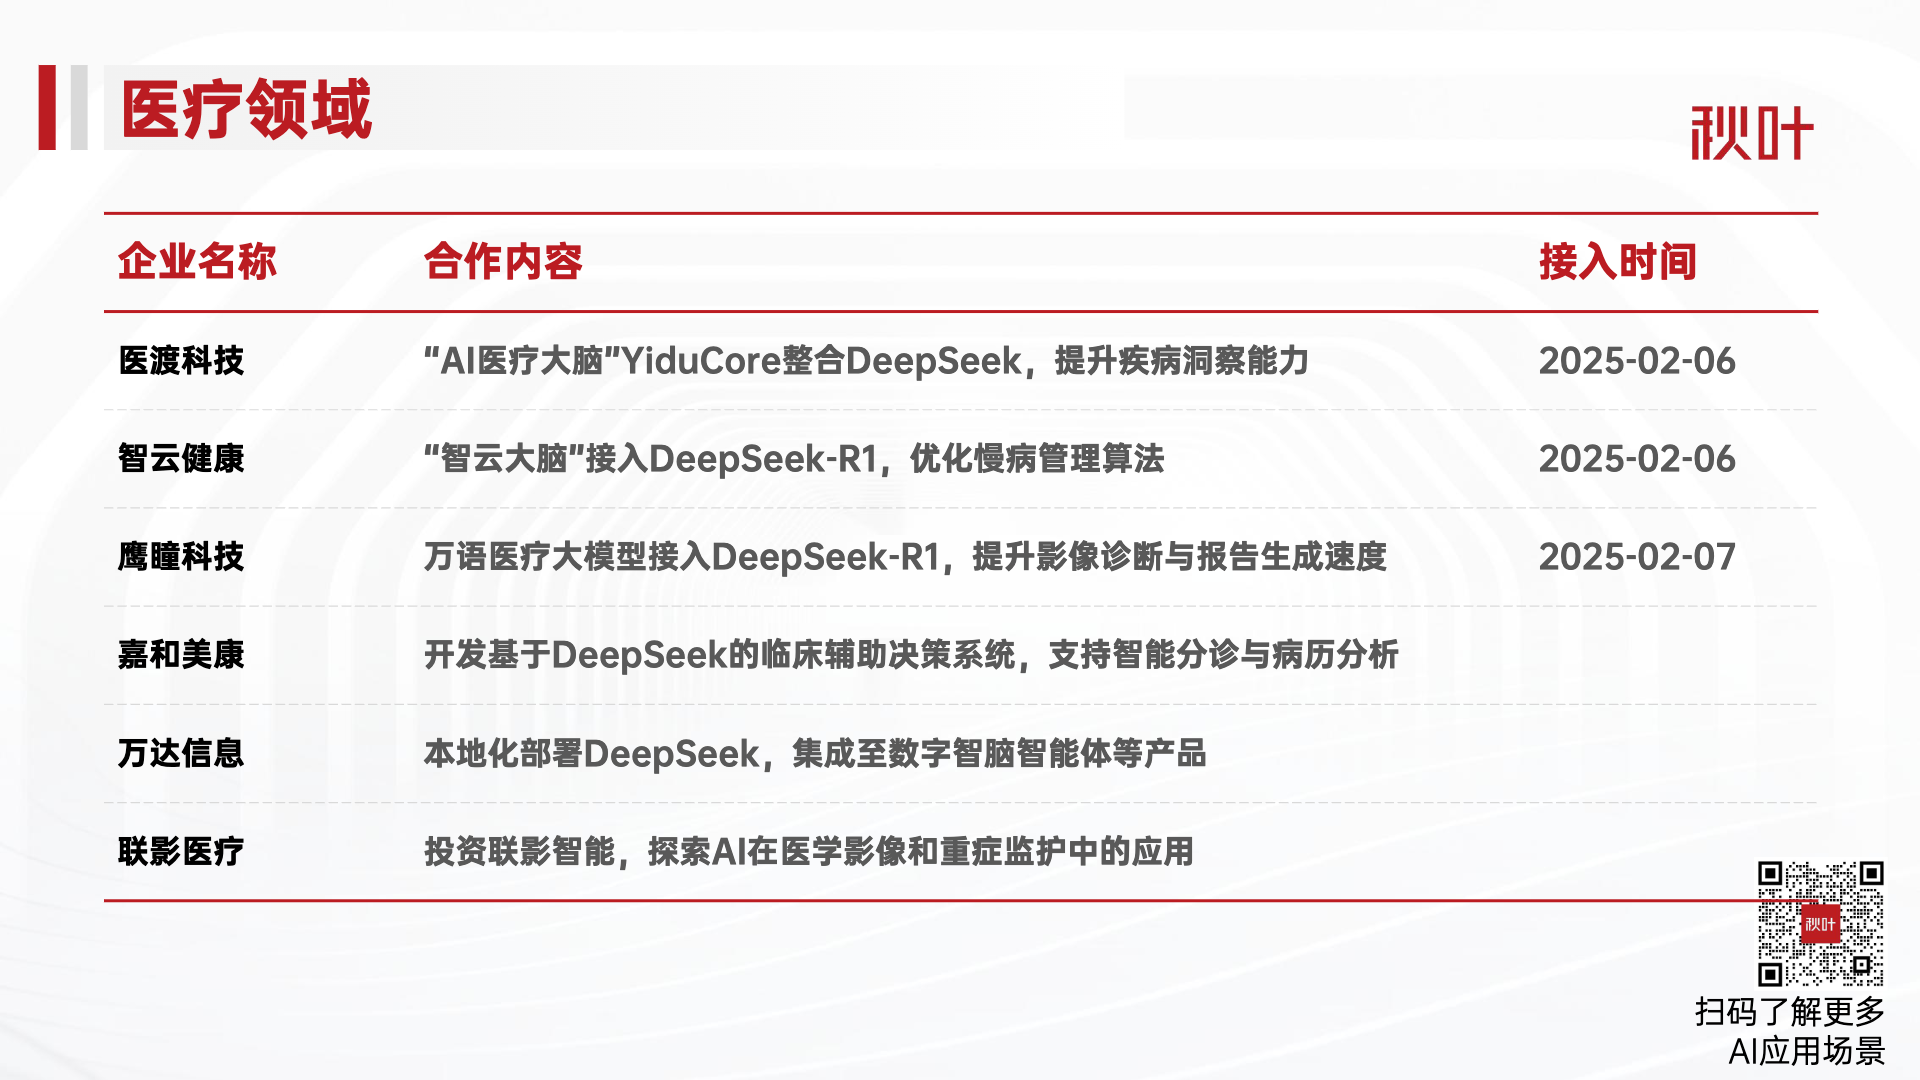 医疗领域
秋叶
企业名称 合作内容 接入时间
医渡科技 “AI医疗大脑”YiduCore整合DeepSeek，提升疾病洞察能力 2025-02-06
智云健康 “智云大脑”接入DeepSeek-R1，优化慢病管理算法 2025-02-06
鹰瞳科技 万语医疗大模型接入DeepSeek-R1，提升影像诊断与报告生成速度 2025-02-07
嘉和美康 开发基于DeepSeek的临床辅助决策系统，支持智能分诊与病历分析
万达信息 本地化部署DeepSeek，集成至数字智脑智能体等产品
联影医疗 投资联影智能，探索AI在医学影像和重症监护中的应用
秋叶
扫码了解更多
AI应用场景